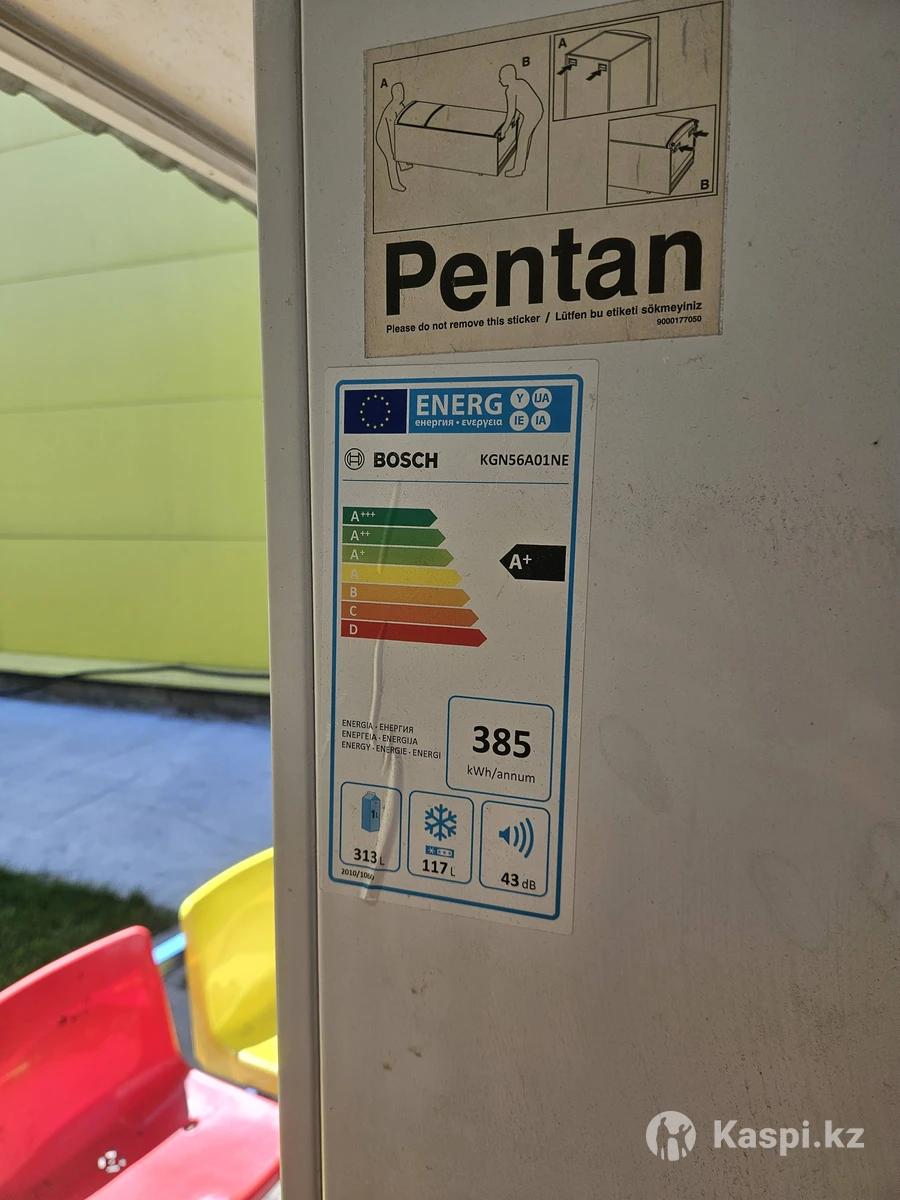 A
B
A
B
Pentan
Please do not remove this sticker / Lütfen bu etiketi sökmeyiniz
9000177050
ENERG Y IJA
енергия · ενεργεια IE IA
BOSCH KGN56A01NE
A+++
A++
A+
A+
A
B
C
D
ENERGIA · ЕНЕРГИЯ
ΕΝΕΡΓΕΙΑ · ENERGIJA
ENERGY · ENERGIE · ENERGI
385
kWh/annum
1L
313 L
117 L
43 dB
2010/1060
Kaspi.kz